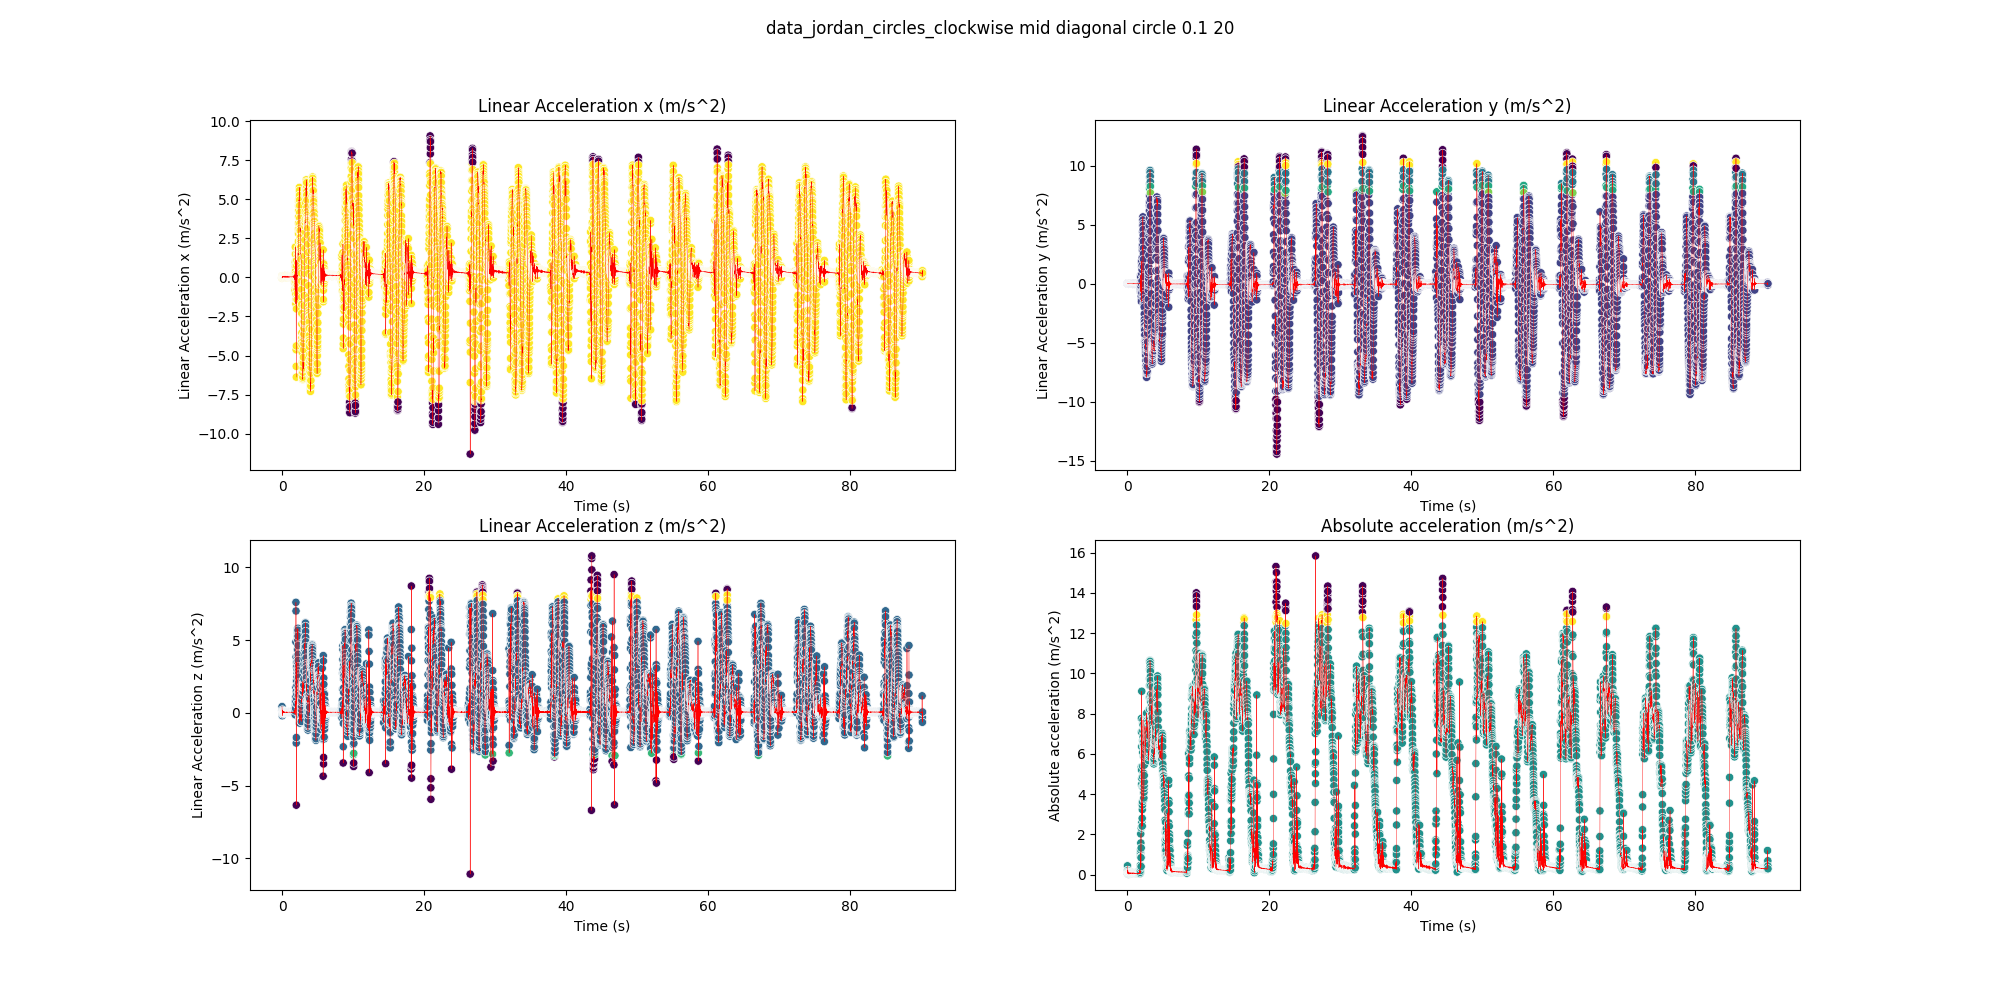 data_jordan_circles_clockwise mid diagonal circle 0.1 20
Linear Acceleration x (m/s^2)
Linear Acceleration x (m/s^2)
10.0
7.5
5.0
2.5
0.0
−2.5
−5.0
−7.5
−10.0
0 20 40 60 80
Time (s)
Linear Acceleration y (m/s^2)
Linear Acceleration y (m/s^2)
10
5
0
−5
−10
−15
0 20 40 60 80
Time (s)
Linear Acceleration z (m/s^2)
Linear Acceleration z (m/s^2)
10
5
0
−5
−10
0 20 40 60 80
Time (s)
Absolute acceleration (m/s^2)
Absolute acceleration (m/s^2)
16
14
12
10
8
6
4
2
0
0 20 40 60 80
Time (s)